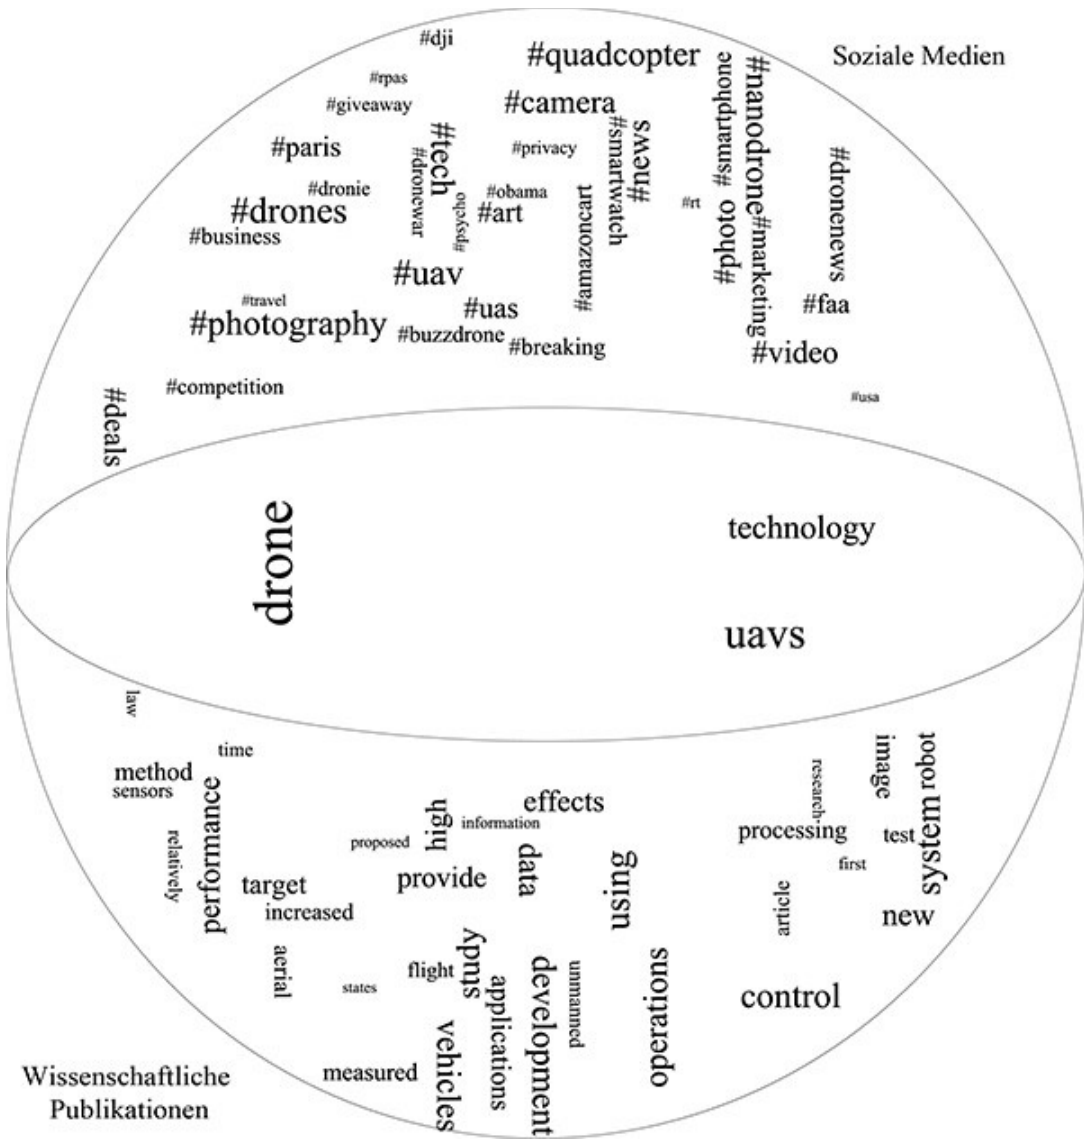 #dji
#quadcopter
Soziale Medien
#rpas
#giveaway
#camera
#smartphone
#nanodrone
#paris
#tech
#privacy
#smartwatch
#news
#dronenews
#dronie
#dronewar
#psycho
#obama
#amazoncart
#rt
#photo
#drones
#art
#business
#marketing
#uav
#travel
#uas
#faa
#photography
#buzzdrone
#breaking
#video
#competition
#deals
#usa
drone
technology
uavs
law
time
method
sensors
performance
relatively
proposed
high
information
effects
research
processing
image
system
robot
test
first
target
increased
provide
data
using
article
new
aerial
states
flight
study
applications
development
unmanned
operations
control
measured
vehicles
Wissenschaftliche
Publikationen